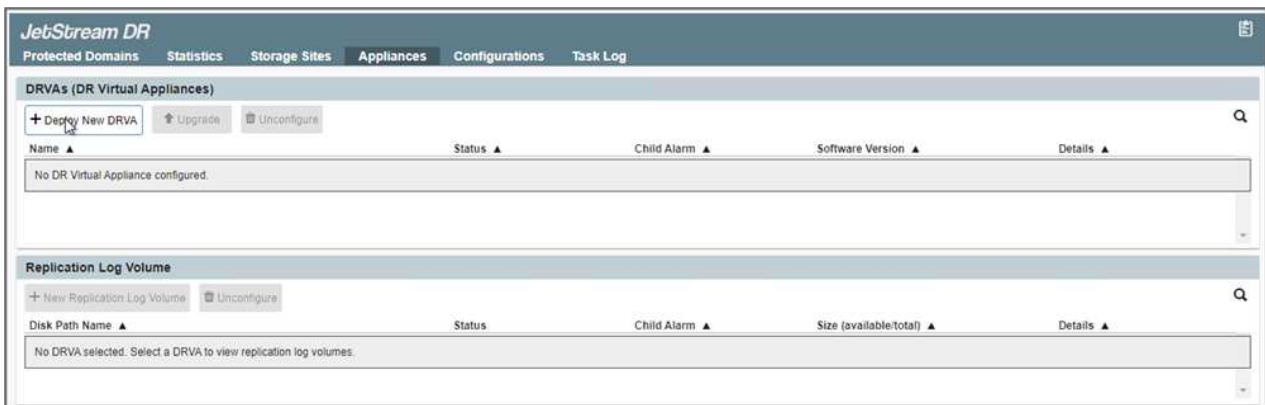 JetStream DR
Protected Domains Statistics Storage Sites Appliances Configurations Task Log
DRVAs (DR Virtual Appliances)
+ Deploy New DRVA Upgrade Unconfigure
Name ▲ Status ▲ Child Alarm ▲ Software Version ▲ Details ▲
No DR Virtual Appliance configured.
Replication Log Volume
+ New Replication Log Volume Unconfigure
Disk Path Name ▲ Status Child Alarm ▲ Size (available/total) ▲ Details ▲
No DRVA selected. Select a DRVA to view replication log volumes.